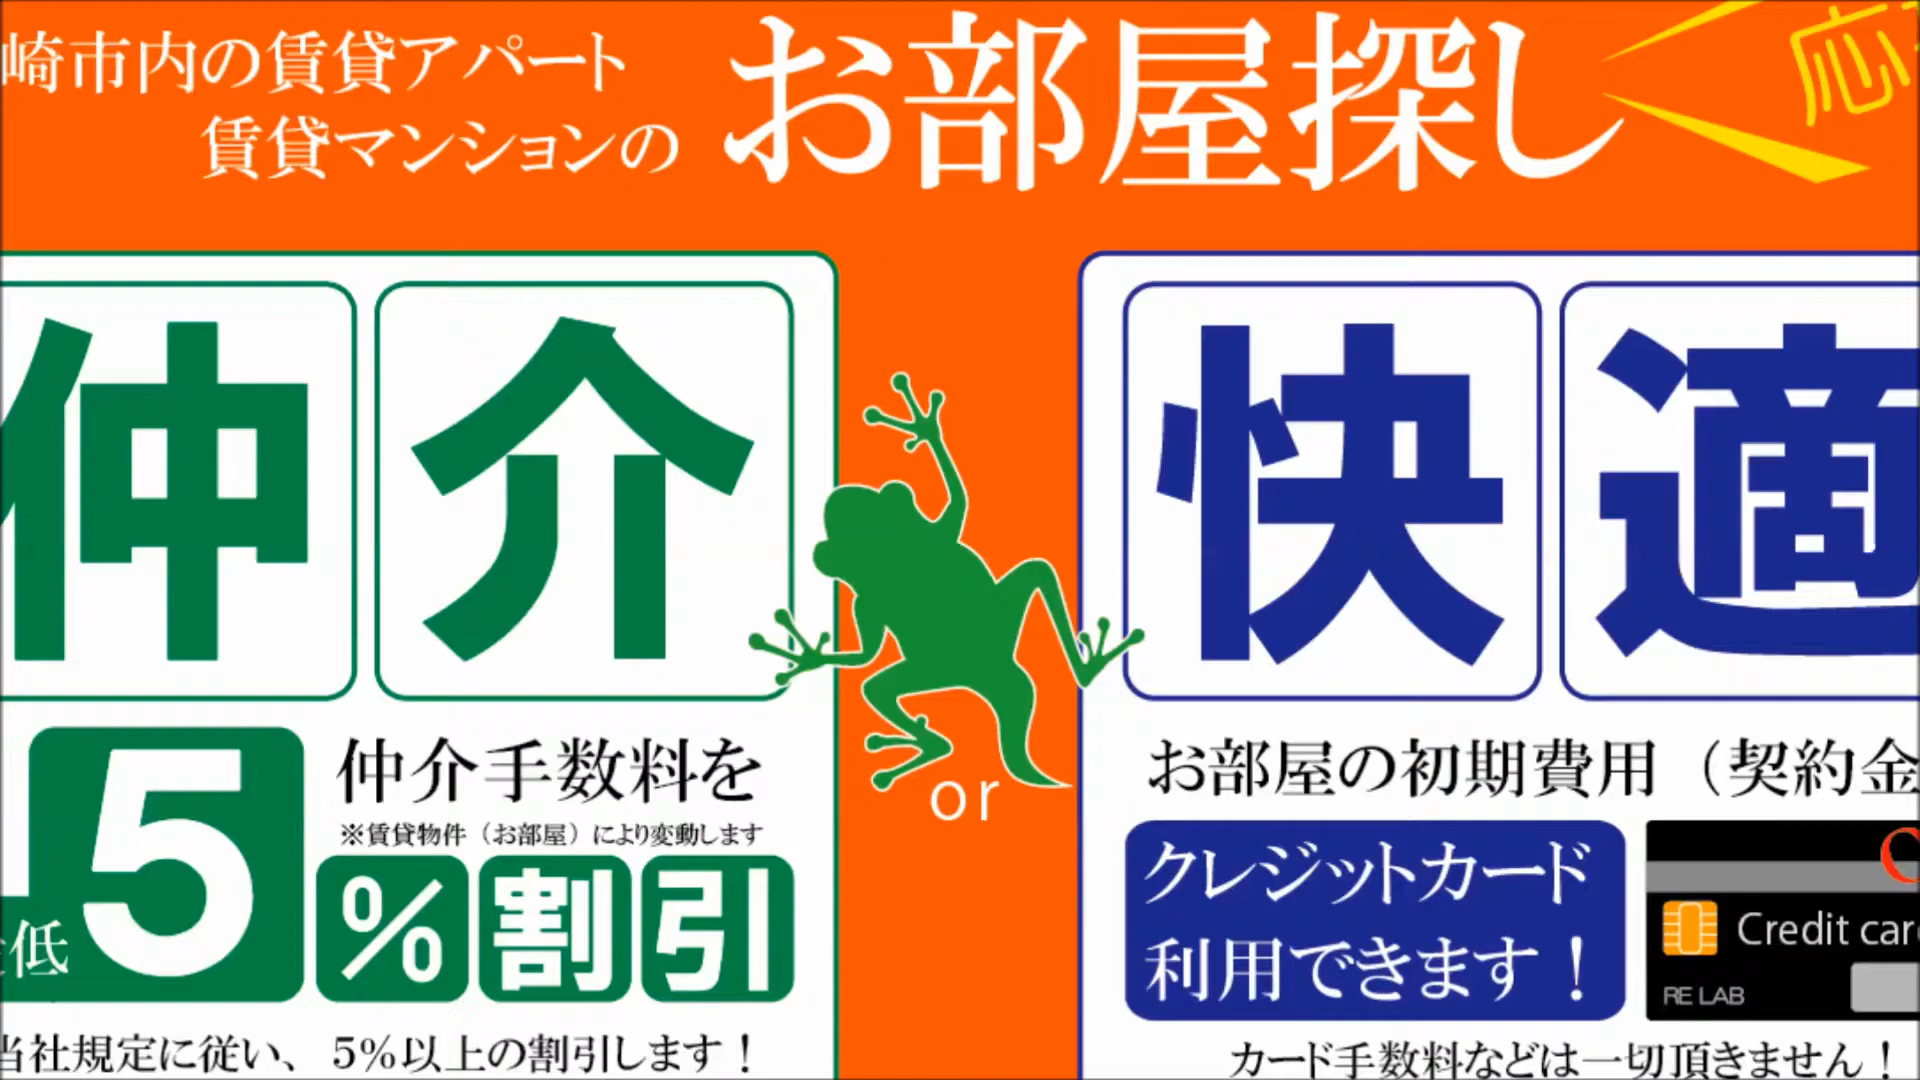 崎市内の賃貸アパート
賃貸マンションの
お部屋探し
応
仲介
快適
5
低
仲介手数料を
※賃貸物件（お部屋）により変動します
%割引
当社規定に従い、5%以上の割引します！
or
お部屋の初期費用（契約金
クレジットカード
利用できます！
Credit car
RE LAB
カード手数料などは一切頂きません！